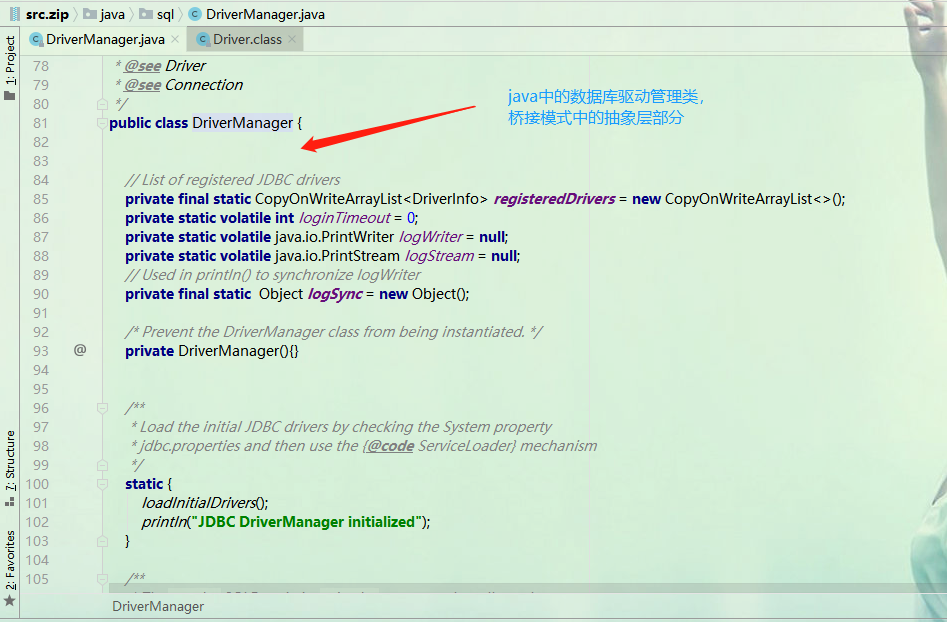 src.zip java sql DriverManager.java
DriverManager.java Driver.class
1: Project
7: Structure
2: Favorites
78 * @see Driver
79 * @see Connection
80 */
81 public class DriverManager {
82
83
84 // List of registered JDBC drivers
85 private final static CopyOnWriteArrayList<DriverInfo> registeredDrivers = new CopyOnWriteArrayList<>();
86 private static volatile int loginTimeout = 0;
87 private static volatile java.io.PrintWriter logWriter = null;
88 private static volatile java.io.PrintStream logStream = null;
89 // Used in println() to synchronize logWriter
90 private final static Object logSync = new Object();
91
92 /* Prevent the DriverManager class from being instantiated. */
93 @ private DriverManager(){}
94
95
96 /**
97 * Load the initial JDBC drivers by checking the System property
98 * jdbc.properties and then use the {@code ServiceLoader} mechanism
99 */
100 static {
101 loadInitialDrivers();
102 println("JDBC DriverManager initialized");
103 }
104
105 /**
java中的数据库驱动管理类，
桥接模式中的抽象层部分
DriverManager